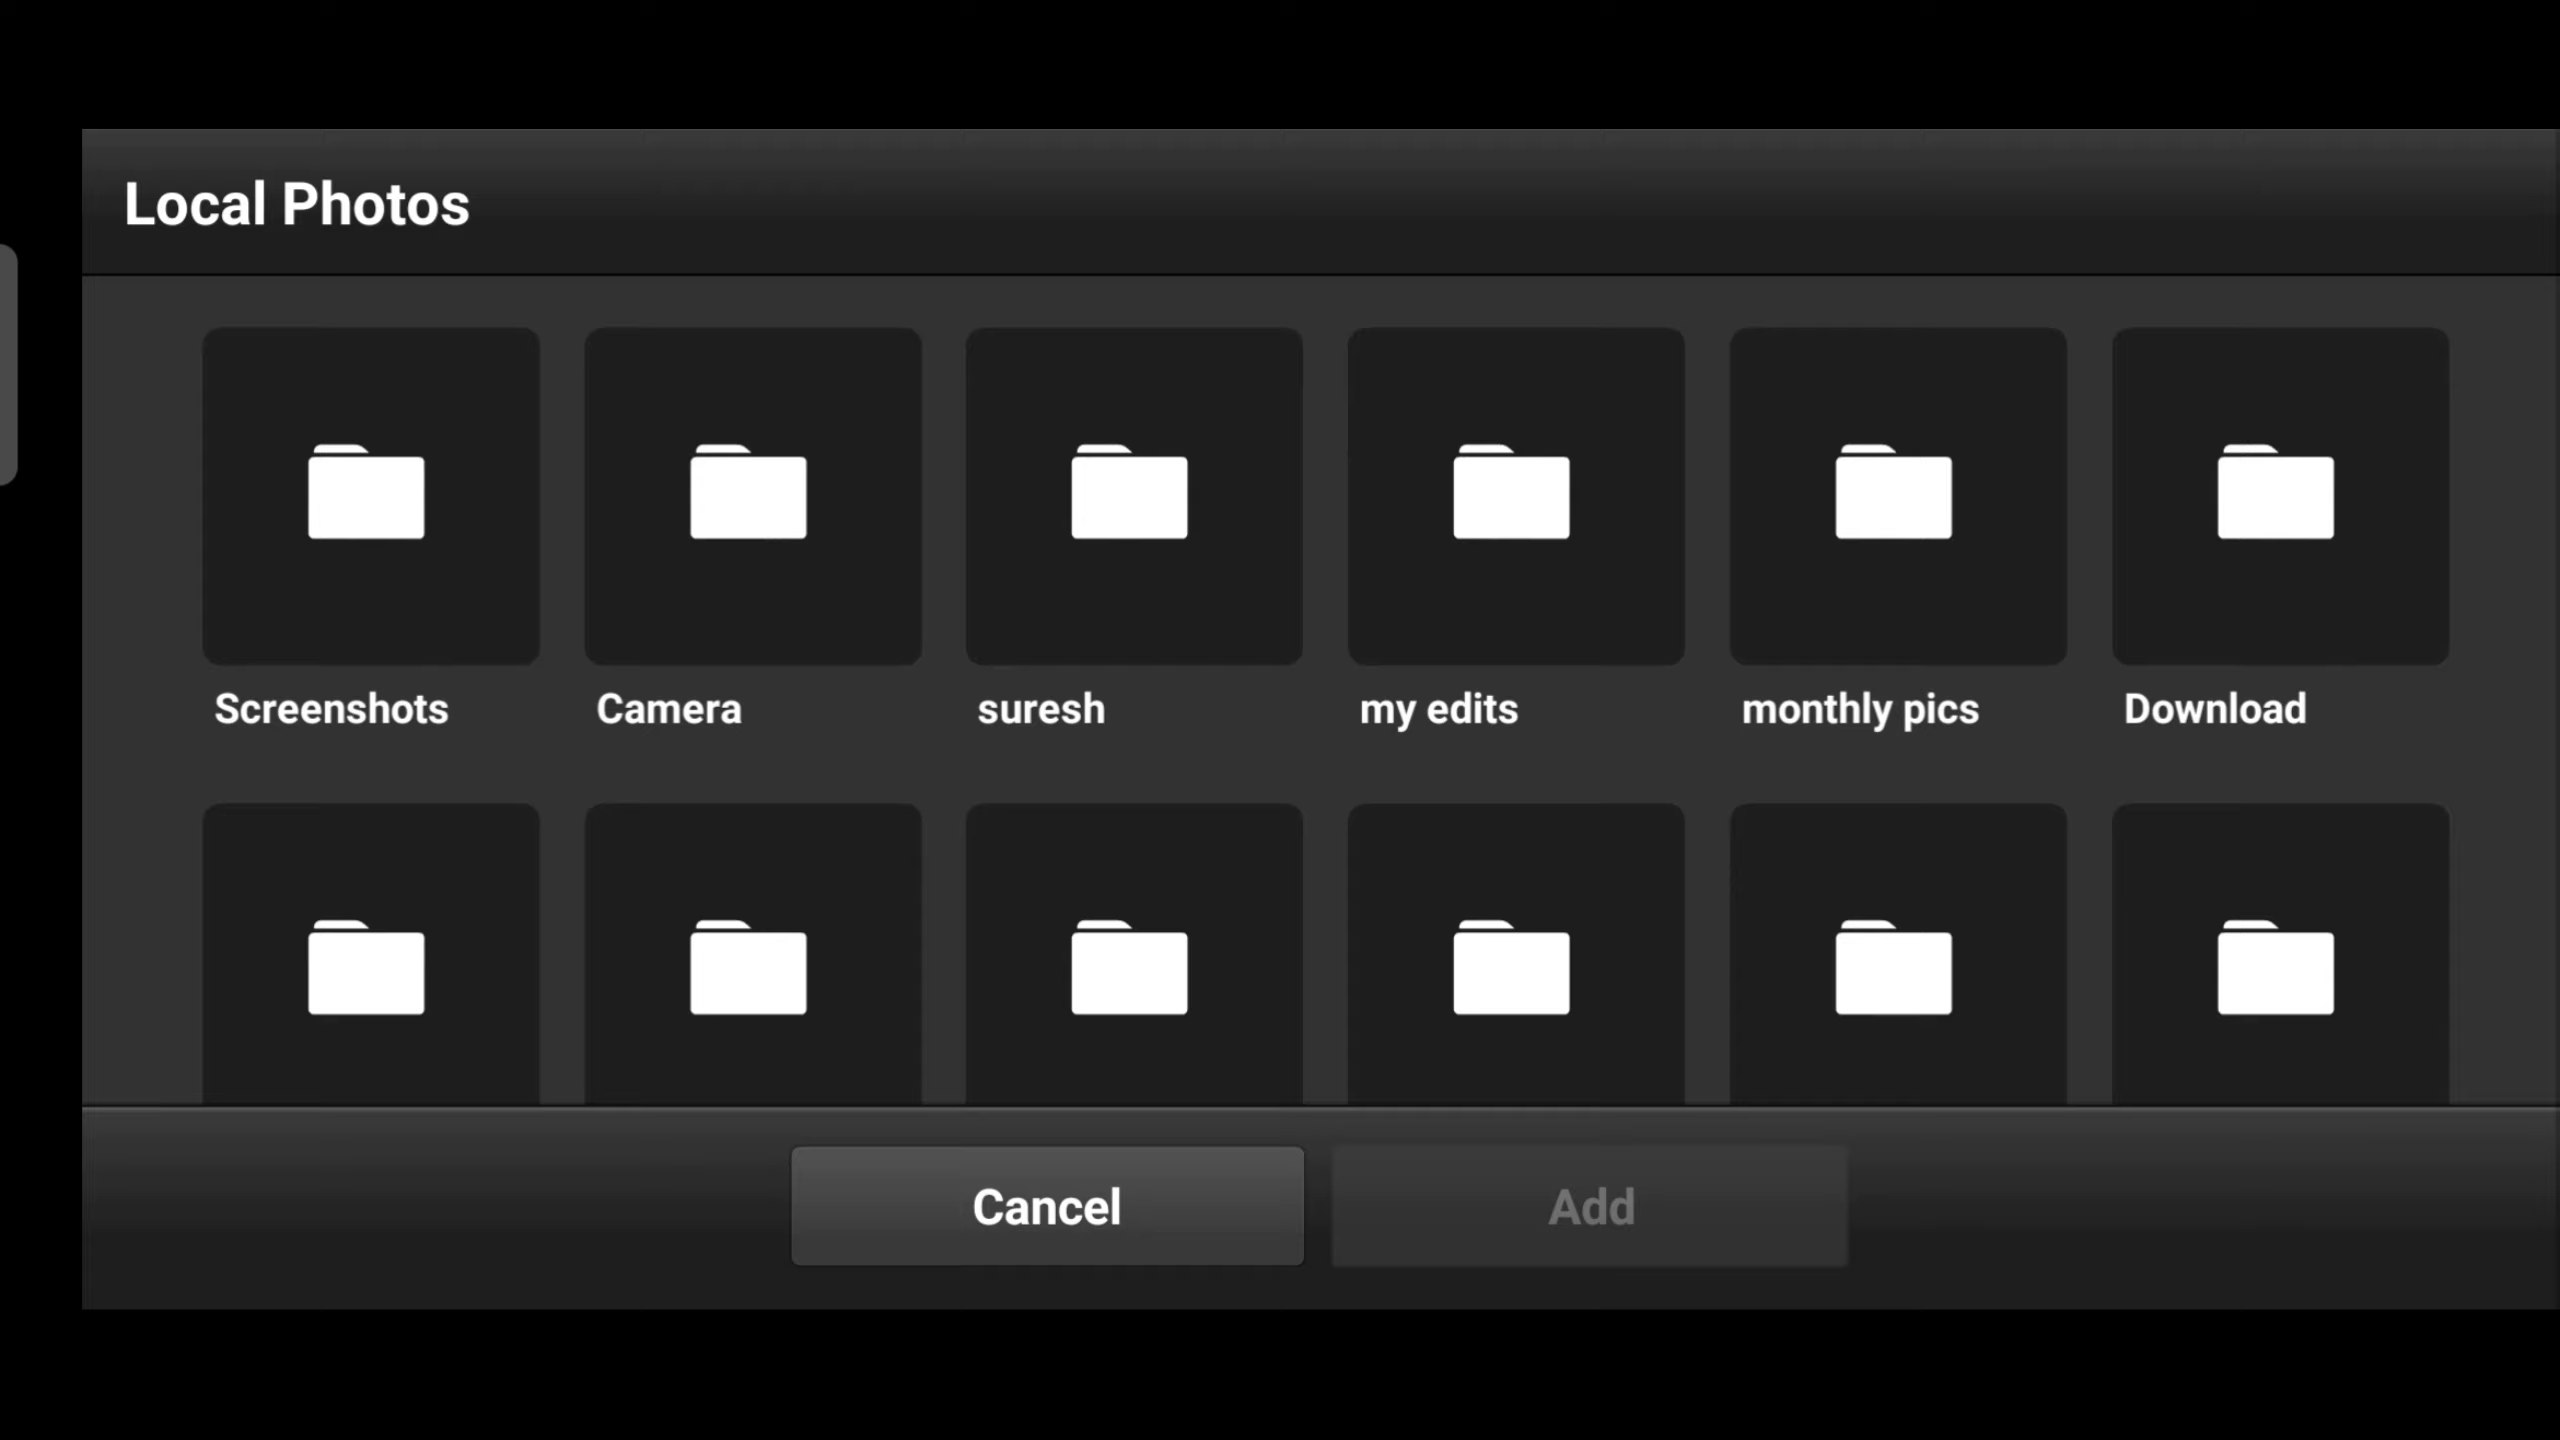 Local Photos
Screenshots
Camera
suresh
my edits
monthly pics
Download
Cancel
Add